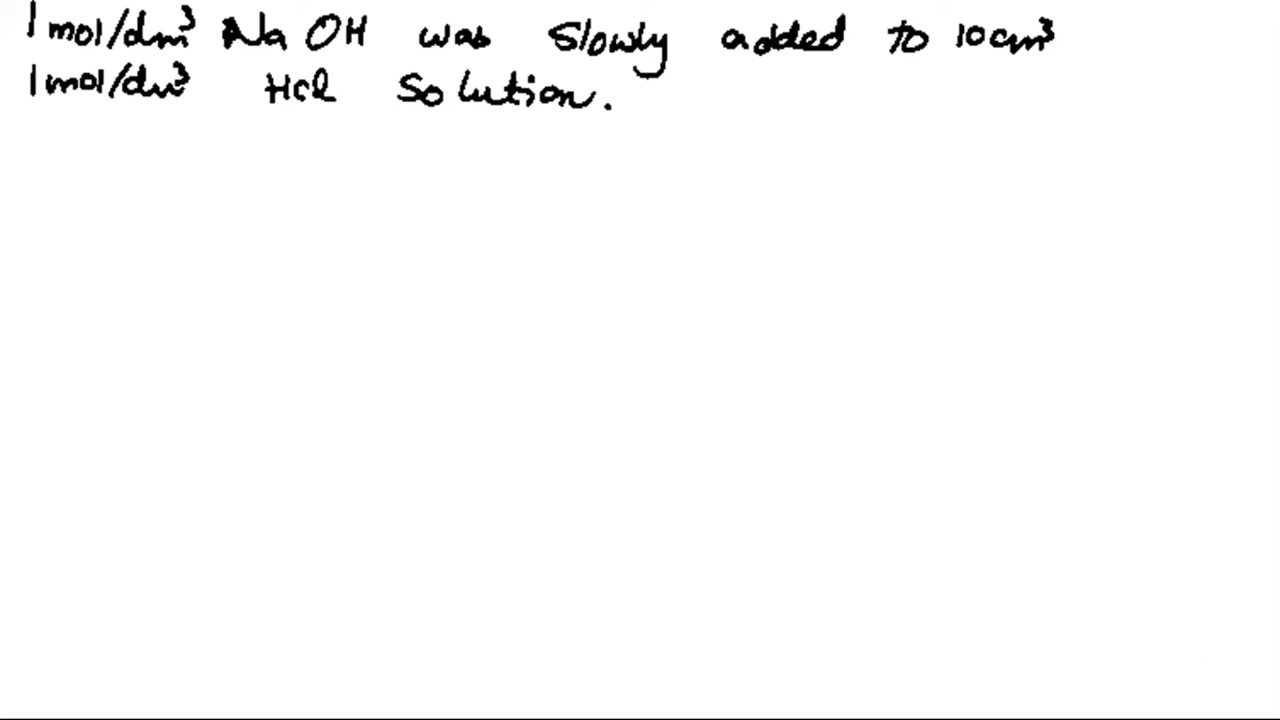 1mol/dm³ NaOH was slowly added to 10cm³
1mol/dm³ HCl solution.